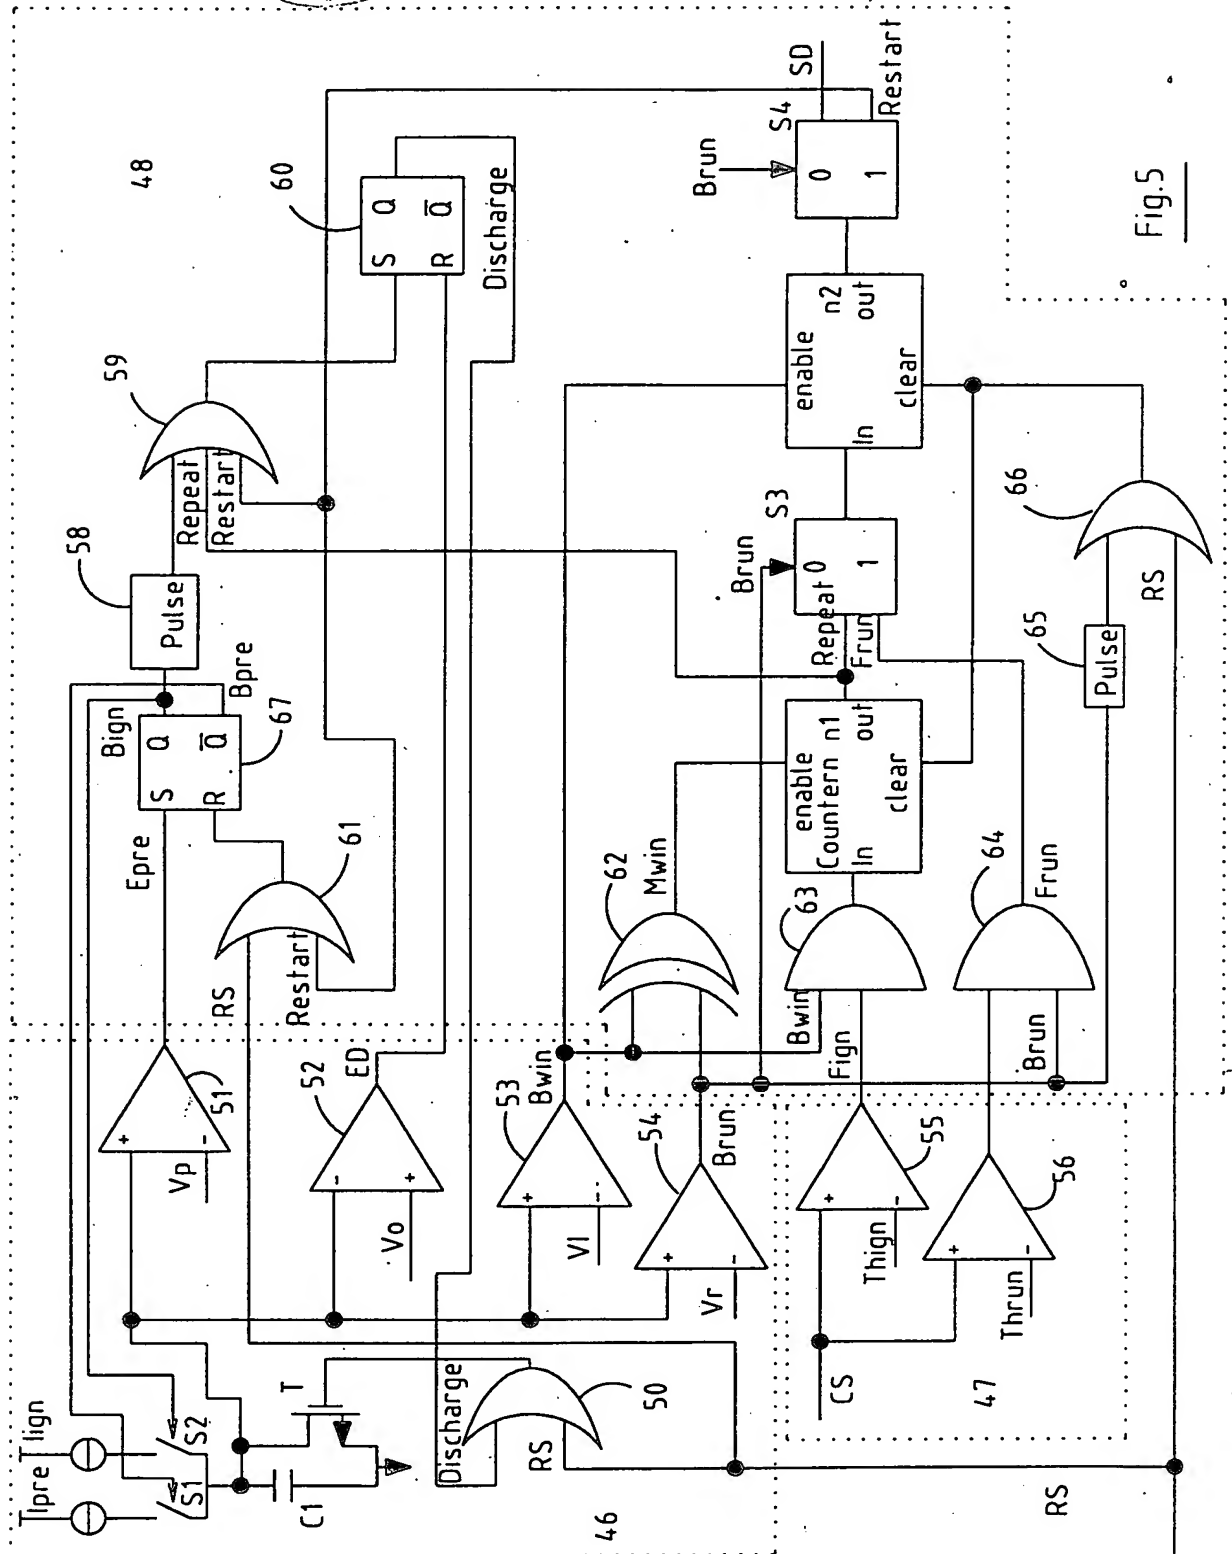 Ipre
Iign
S1
S2
C1
T
46
Discharge
RS
50
RS
Vp
+
-
51
Vo
-
+
52
ED
Vl
+
-
53
Bwin
Vr
+
-
54
Brun
CS
47
Thign
+
-
55
Fign
Thrun
+
-
56
48
Epre
RS
Restart
61
S
R
Q
Q̅
Bign
Bpre
67
58
Pulse
Repeat
Restart
59
60
S
R
Q
Q̅
Discharge
62
Mwin
Bwin
63
64
Brun
Frun
enable
Countern n1
In
out
clear
Repeat
Frun
Brun
S3
0
1
65
Pulse
66
RS
enable
n2
In
out
clear
Brun
S4
0
1
SD
Restart
Fig.5